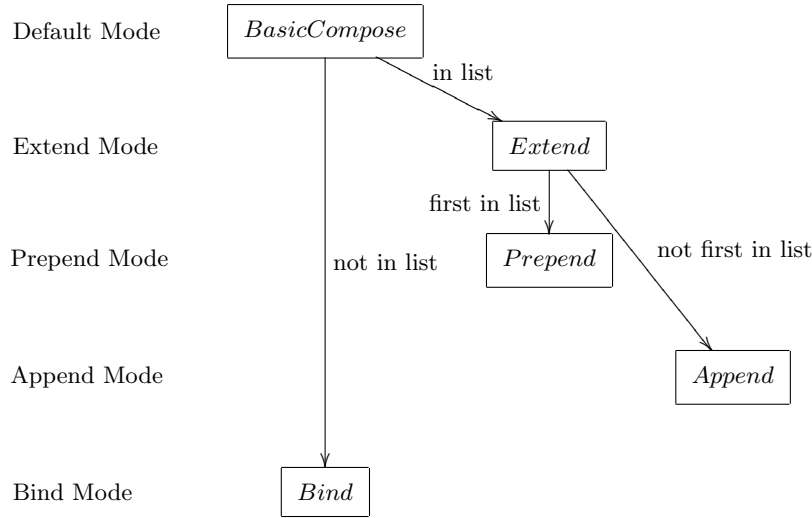 Default Mode
BasicCompose
in list
Extend Mode
Extend
first in list
not first in list
Prepend Mode
not in list
Prepend
Append Mode
Append
Bind Mode
Bind